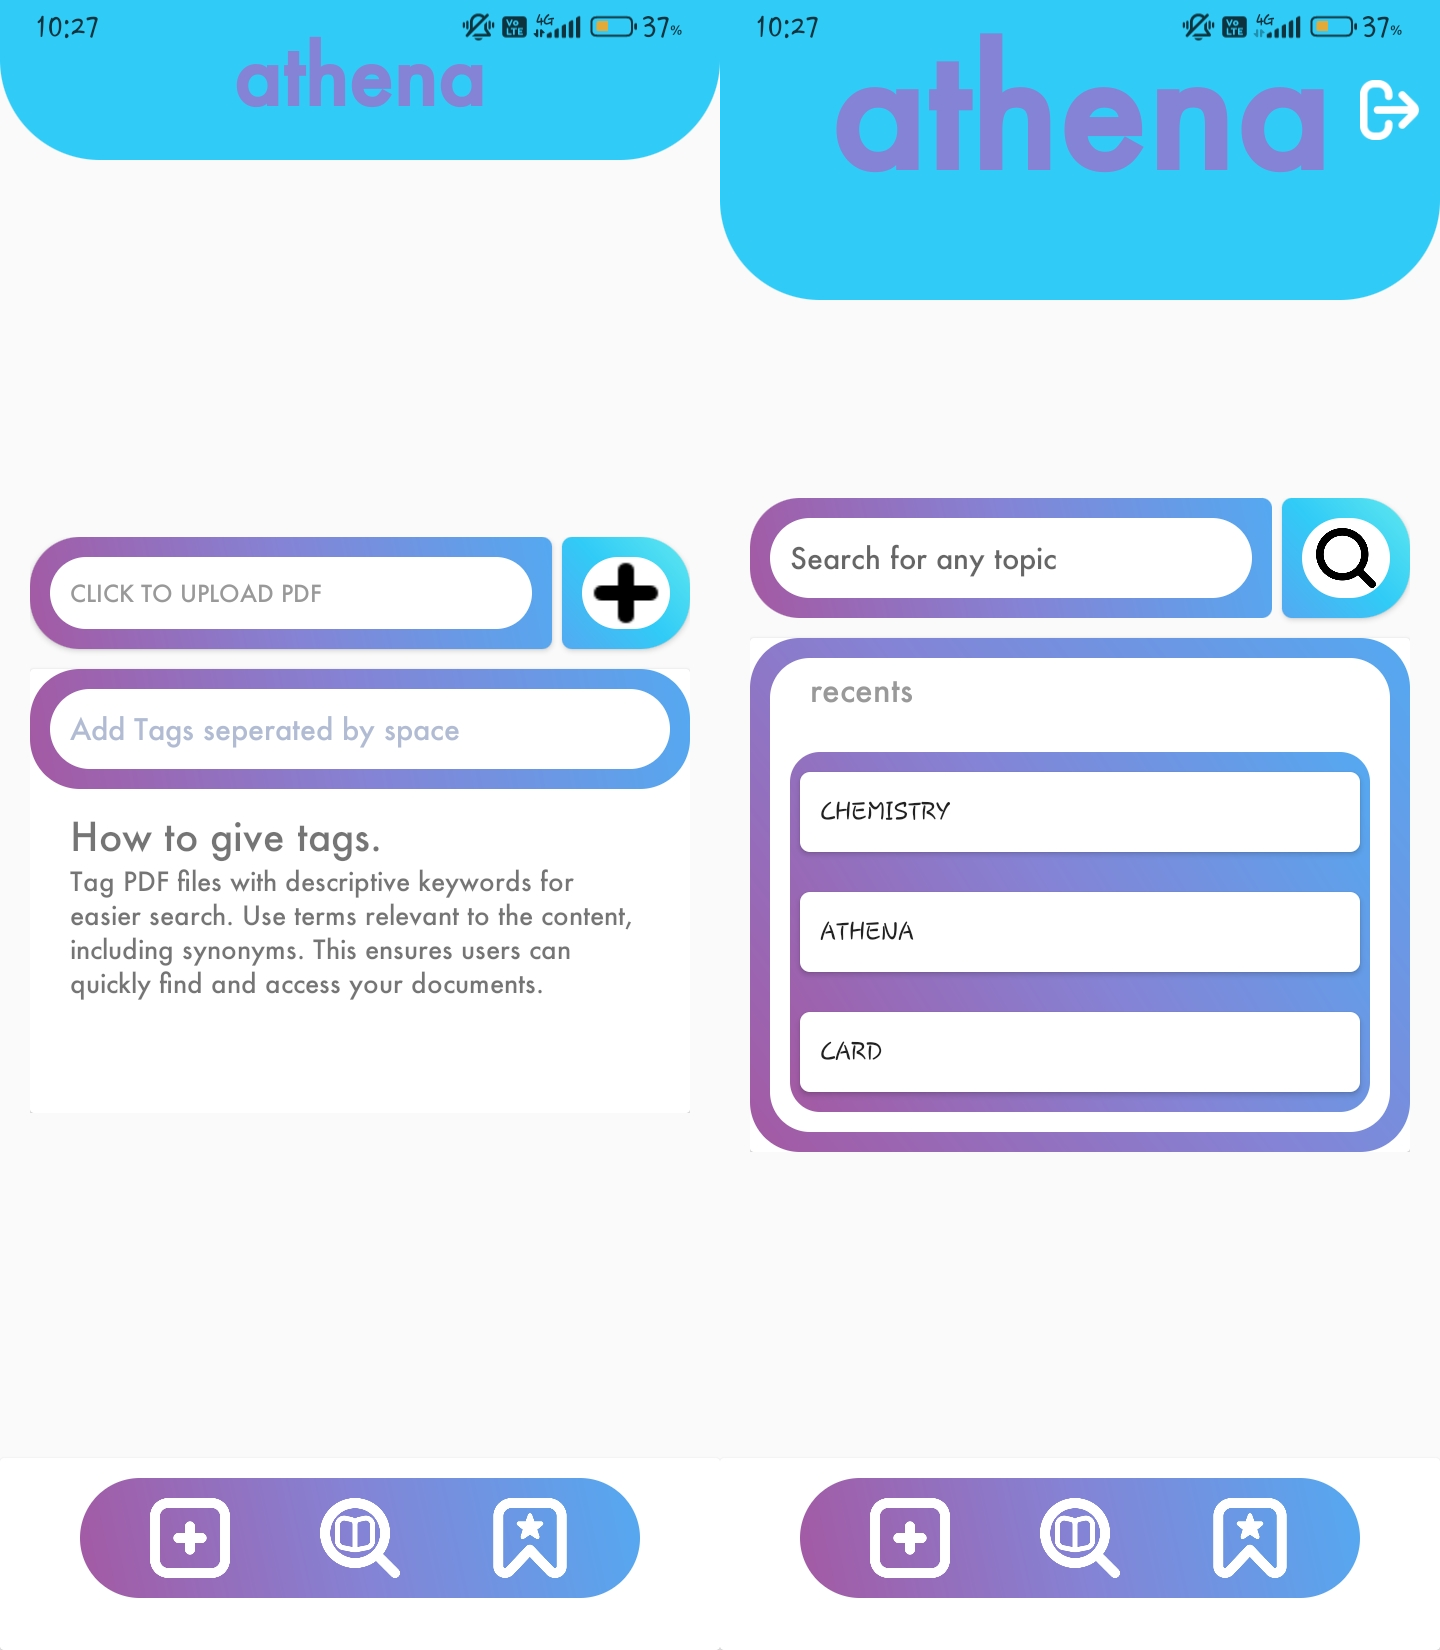 10:27
Vo LTE 4G 37%
athena
CLICK TO UPLOAD PDF
Add Tags seperated by space
How to give tags.
Tag PDF files with descriptive keywords for
easier search. Use terms relevant to the content,
including synonyms. This ensures users can
quickly find and access your documents.
10:27
Vo LTE 4G 37%
athena
Search for any topic
recents
CHEMISTRY
ATHENA
CARD